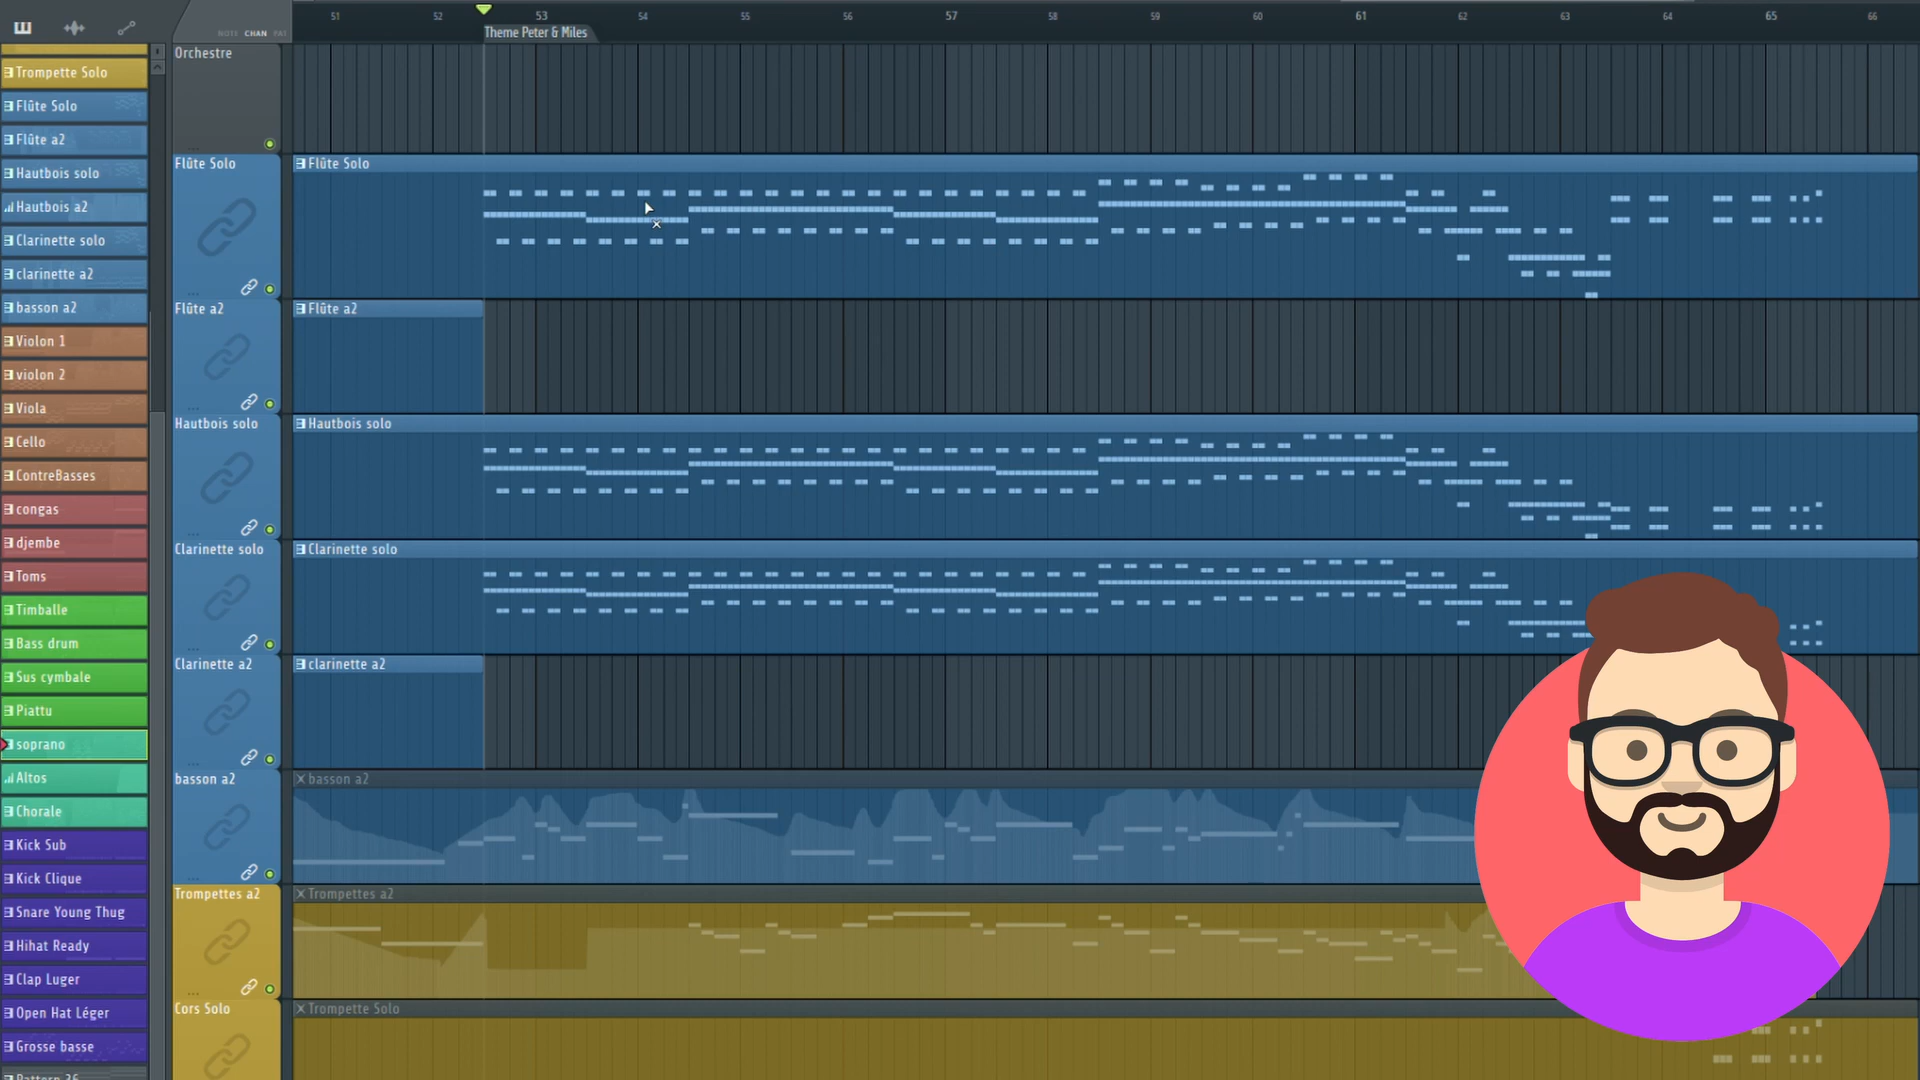 51 52 53 54 55 56 57 58 59 60 61 62 63 64 65 66
NOTE CHAN PAT
Theme Peter & Miles
Trompette Solo
Flûte Solo
Flûte a2
Hautbois solo
Hautbois a2
Clarinette solo
clarinette a2
basson a2
Violon 1
violon 2
Viola
Cello
ContreBasses
congas
djembe
Toms
Timballe
Bass drum
Sus cymbale
Piattu
soprano
Altos
Chorale
Kick Sub
Kick Clique
Snare Young Thug
Hihat Ready
Clap Luger
Open Hat Léger
Grosse basse
Pattern 36
Orchestre
Flûte Solo
Flûte Solo
Flûte a2
Flûte a2
Hautbois solo
Hautbois solo
Clarinette solo
Clarinette solo
Clarinette a2
clarinette a2
basson a2
basson a2
Trompettes a2
Trompettes a2
Cors Solo
Trompette Solo